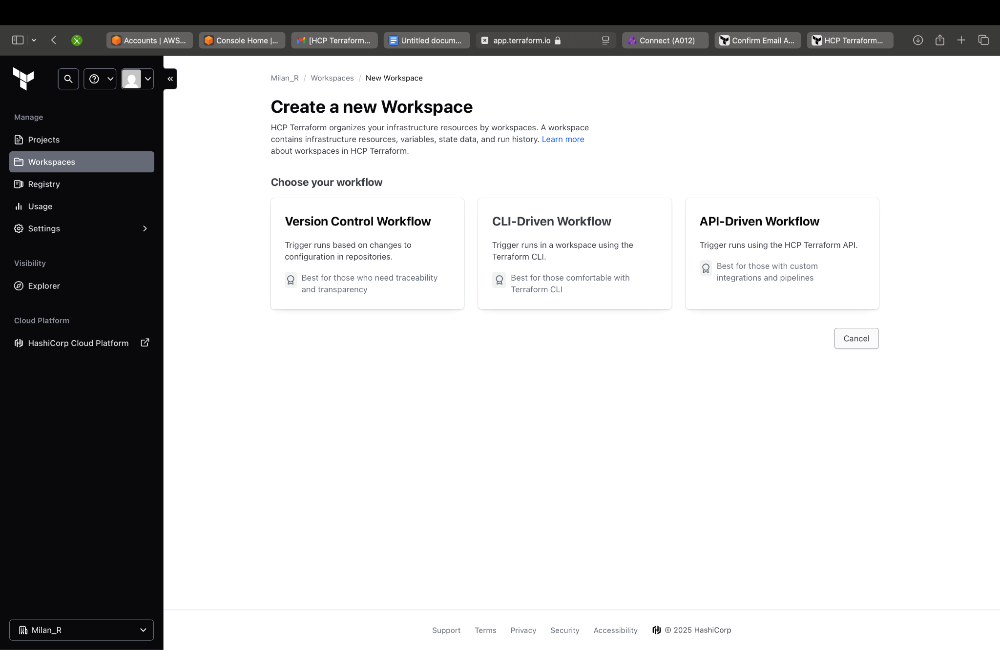 Accounts | AWS...
Console Home |...
[HCP Terraform...
Untitled docum...
app.terraform.io
Connect (A012)
Confirm Email A...
HCP Terraform...
Milan_R / Workspaces / New Workspace
Create a new Workspace
HCP Terraform organizes your infrastructure resources by workspaces. A workspace
contains infrastructure resources, variables, state data, and run history. Learn more
about workspaces in HCP Terraform.
Choose your workflow
Version Control Workflow
Trigger runs based on changes to
configuration in repositories.
Best for those who need traceability
and transparency
CLI-Driven Workflow
Trigger runs in a workspace using the
Terraform CLI.
Best for those comfortable with
Terraform CLI
API-Driven Workflow
Trigger runs using the HCP Terraform API.
Best for those with custom
integrations and pipelines
Cancel
Manage
Projects
Workspaces
Registry
Usage
Settings
Visibility
Explorer
Cloud Platform
HashiCorp Cloud Platform
Milan_R
Support
Terms
Privacy
Security
Accessibility
© 2025 HashiCorp